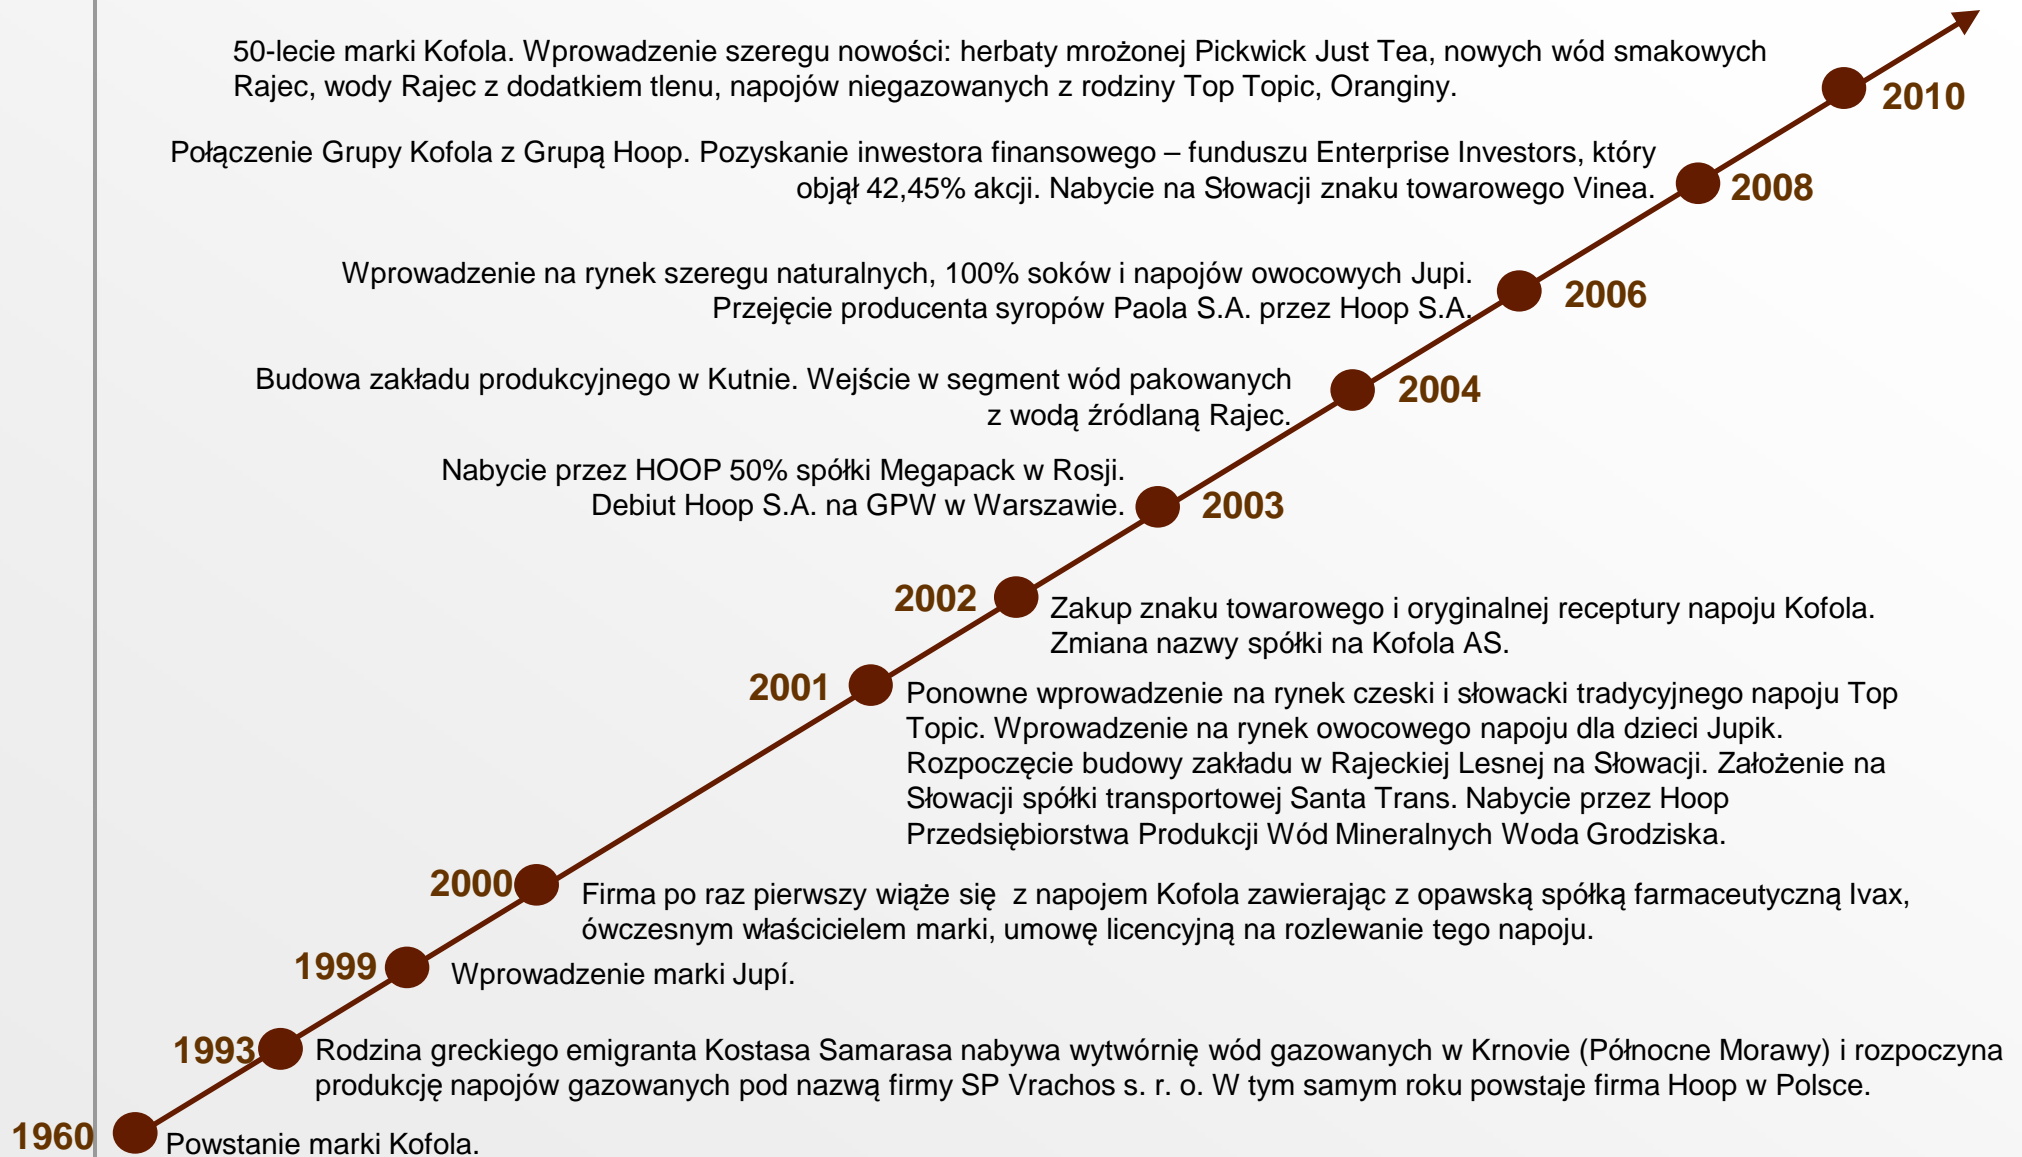 50-lecie marki Kofola. Wprowadzenie szeregu nowości: herbaty mrożonej Pickwick Just Tea, nowych wód smakowych
Rajec, wody Rajec z dodatkiem tlenu, napojów niegazowanych z rodziny Top Topic, Oranginy.
2010
Połączenie Grupy Kofola z Grupą Hoop. Pozyskanie inwestora finansowego – funduszu Enterprise Investors, który
objął 42,45% akcji. Nabycie na Słowacji znaku towarowego Vinea.
2008
Wprowadzenie na rynek szeregu naturalnych, 100% soków i napojów owocowych Jupi.
Przejęcie producenta syropów Paola S.A. przez Hoop S.A.
2006
Budowa zakładu produkcyjnego w Kutnie. Wejście w segment wód pakowanych
z wodą źródlaną Rajec.
2004
Nabycie przez HOOP 50% spółki Megapack w Rosji.
Debiut Hoop S.A. na GPW w Warszawie.
2003
2002
Zakup znaku towarowego i oryginalnej receptury napoju Kofola.
Zmiana nazwy spółki na Kofola AS.
2001
Ponowne wprowadzenie na rynek czeski i słowacki tradycyjnego napoju Top
Topic. Wprowadzenie na rynek owocowego napoju dla dzieci Jupik.
Rozpoczęcie budowy zakładu w Rajeckiej Lesnej na Słowacji. Założenie na
Słowacji spółki transportowej Santa Trans. Nabycie przez Hoop
Przedsiębiorstwa Produkcji Wód Mineralnych Woda Grodziska.
2000
Firma po raz pierwszy wiąże się  z napojem Kofola zawierając z opawską spółką farmaceutyczną Ivax,
ówczesnym właścicielem marki, umowę licencyjną na rozlewanie tego napoju.
1999
Wprowadzenie marki Jupí.
1993
Rodzina greckiego emigranta Kostasa Samarasa nabywa wytwórnię wód gazowanych w Krnovie (Północne Morawy) i rozpoczyna
produkcję napojów gazowanych pod nazwą firmy SP Vrachos s. r. o. W tym samym roku powstaje firma Hoop w Polsce.
1960
Powstanie marki Kofola.